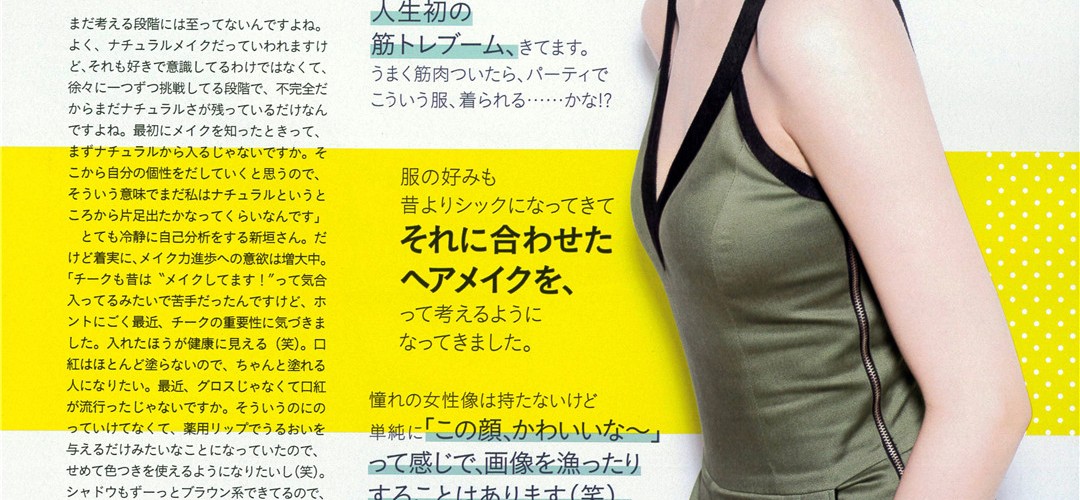 まだ考える段階には至ってないんですよね。
よく、ナチュラルメイクだっていわれますけ
ど、それも好きで意識してるわけではなくて、
徐々に一つずつ挑戦してる段階で、不完全だ
からまだナチュラルさが残っているだけなん
ですよね。最初にメイクを知ったときって、
まずナチュラルから入るじゃないですか。そ
こから自分の個性をだしていくと思うので、
そういう意味でまだ私はナチュラルというと
ころから片足出たかなってくらいなんです」
　とても冷静に自己分析をする新垣さん。だ
けど着実に、メイク力進歩への意欲は増大中。
「チークも昔は〝メイクしてます！〟って気合
入ってるみたいで苦手だったんですけど、ホ
ントにごく最近、チークの重要性に気づきま
した。入れたほうが健康に見える（笑）。口
紅はほとんど塗らないので、ちゃんと塗れる
人になりたい。最近、グロスじゃなくて口紅
が流行ったじゃないですか。そういうのにの
っていけてなくて、薬用リップでうるおいを
与えるだけみたいなことになっていたので、
せめて色つきを使えるようになりたいし（笑）。
シャドウもずーっとブラウン系できてるので、
人生初の
筋トレブーム、きてます。
うまく筋肉ついたら、パーティで
こういう服、着られる……かな!?
服の好みも
昔よりシックになってきて
それに合わせた
ヘアメイクを、
って考えるように
なってきました。
憧れの女性像は持たないけど
単純に「この顔、かわいいな〜」
って感じで、画像を漁ったり
することはあります（笑）。